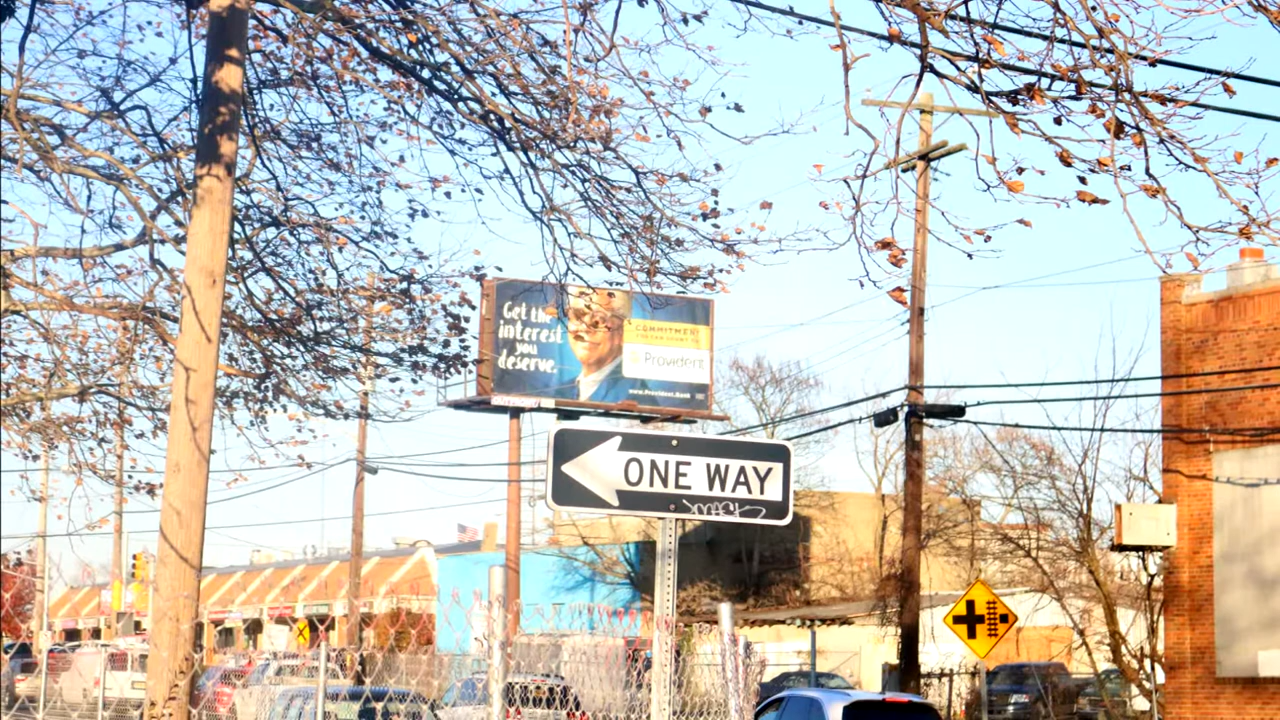 Get the
interest
you
deserve.
COMMITMENT
Provident
www.Provident.Bank
ONE WAY